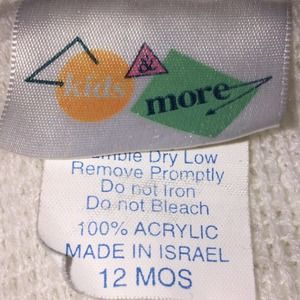 kids
&
more
Tumble Dry Low
Remove Promptly
Do not Iron
Do not Bleach
100% ACRYLIC
MADE IN ISRAEL
12 MOS